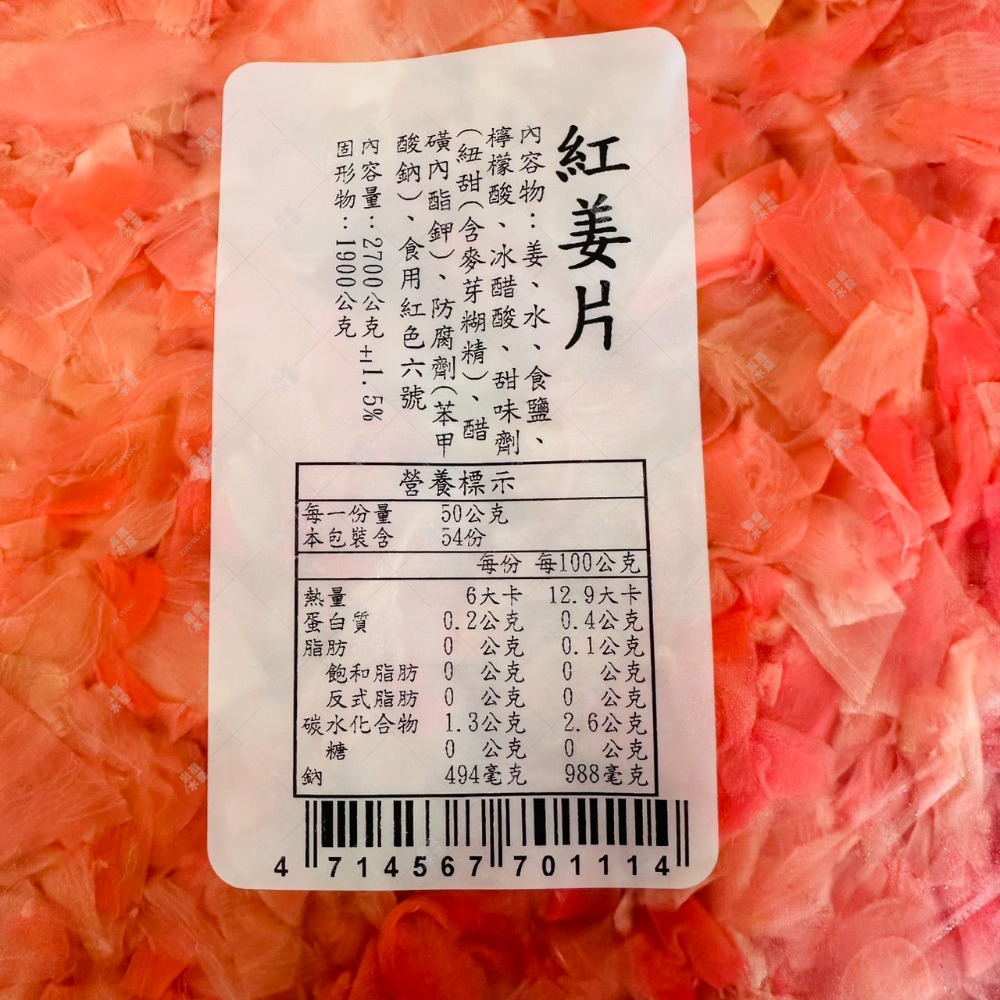 紅姜片
內容物：姜、水、食鹽、
檸檬酸、冰醋酸、甜味劑
（紐甜（含麥芽糊精）、醋
磺內酯鉀）、防腐劑（苯甲
酸鈉）、食用紅色六號
內容量：2700公克±1.5%
固形物：1900公克
營養標示
每一份量 50公克
本包裝含 54份
每份 每100公克
熱量 6大卡 12.9大卡
蛋白質 0.2公克 0.4公克
脂肪 0 公克 0.1公克
飽和脂肪 0 公克 0 公克
反式脂肪 0 公克 0 公克
碳水化合物 1.3公克 2.6公克
糖 0 公克 0 公克
鈉 494毫克 988毫克
4 714567 701114